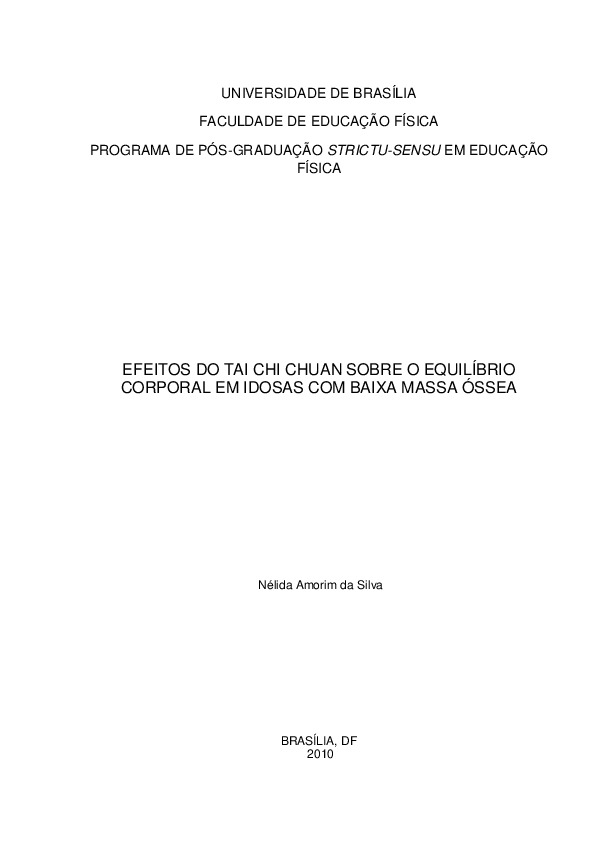 UNIVERSIDADE DE BRASÍLIA
FACULDADE DE EDUCAÇÃO FÍSICA
PROGRAMA DE PÓS-GRADUAÇÃO STRICTU-SENSU EM EDUCAÇÃO
FÍSICA
EFEITOS DO TAI CHI CHUAN SOBRE O EQUILÍBRIO
CORPORAL EM IDOSAS COM BAIXA MASSA ÓSSEA
Nélida Amorim da Silva
BRASÍLIA, DF
2010